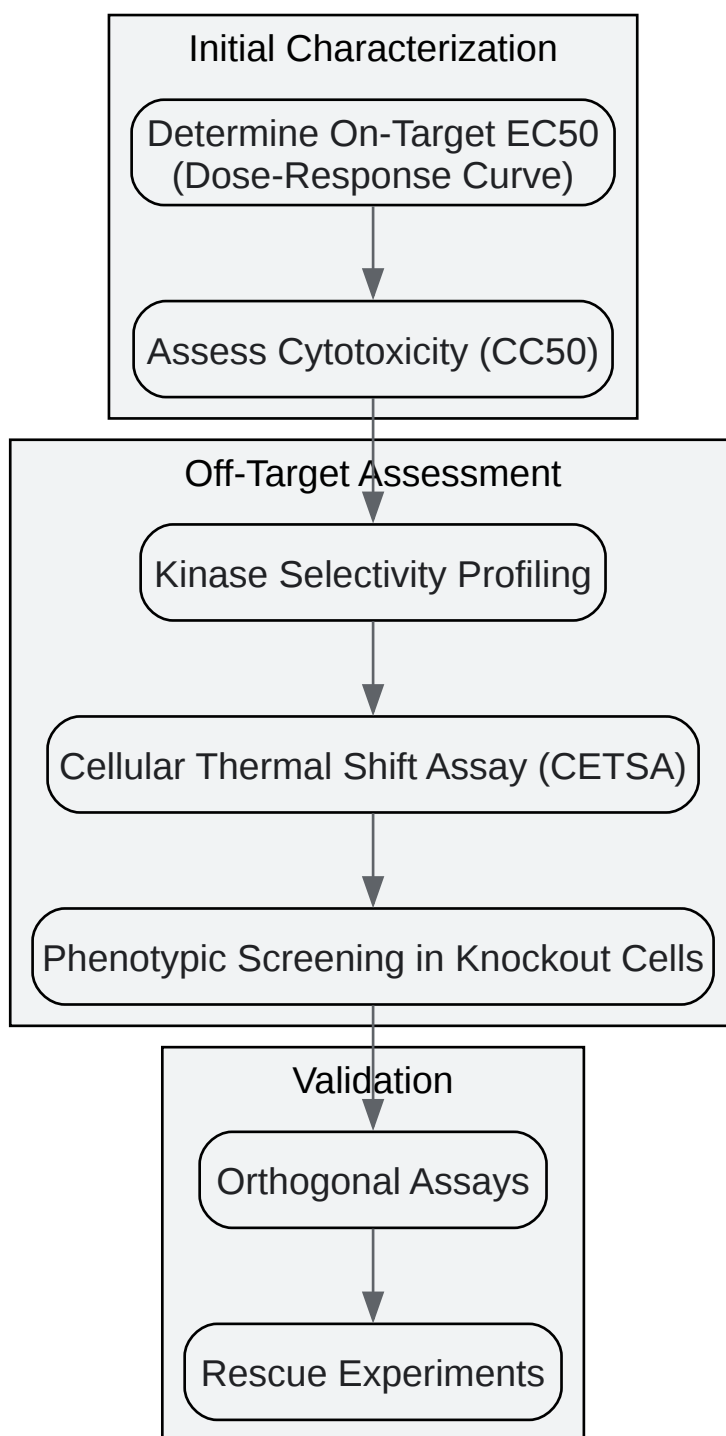 Initial Characterization
Determine On-Target EC50
(Dose-Response Curve)
Assess Cytotoxicity (CC50)
Off-Target Assessment
Kinase Selectivity Profiling
Cellular Thermal Shift Assay (CETSA)
Phenotypic Screening in Knockout Cells
Validation
Orthogonal Assays
Rescue Experiments